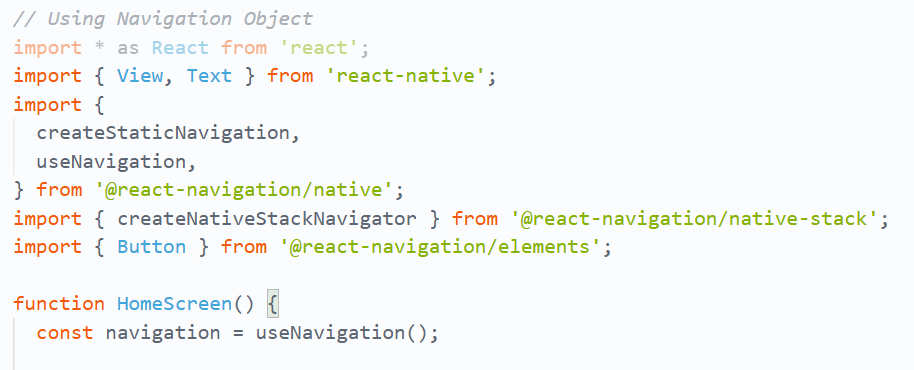 // Using Navigation Object
import * as React from 'react';
import { View, Text } from 'react-native';
import {
  createStaticNavigation,
  useNavigation,
} from '@react-navigation/native';
import { createNativeStackNavigator } from '@react-navigation/native-stack';
import { Button } from '@react-navigation/elements';

function HomeScreen() {
  const navigation = useNavigation();